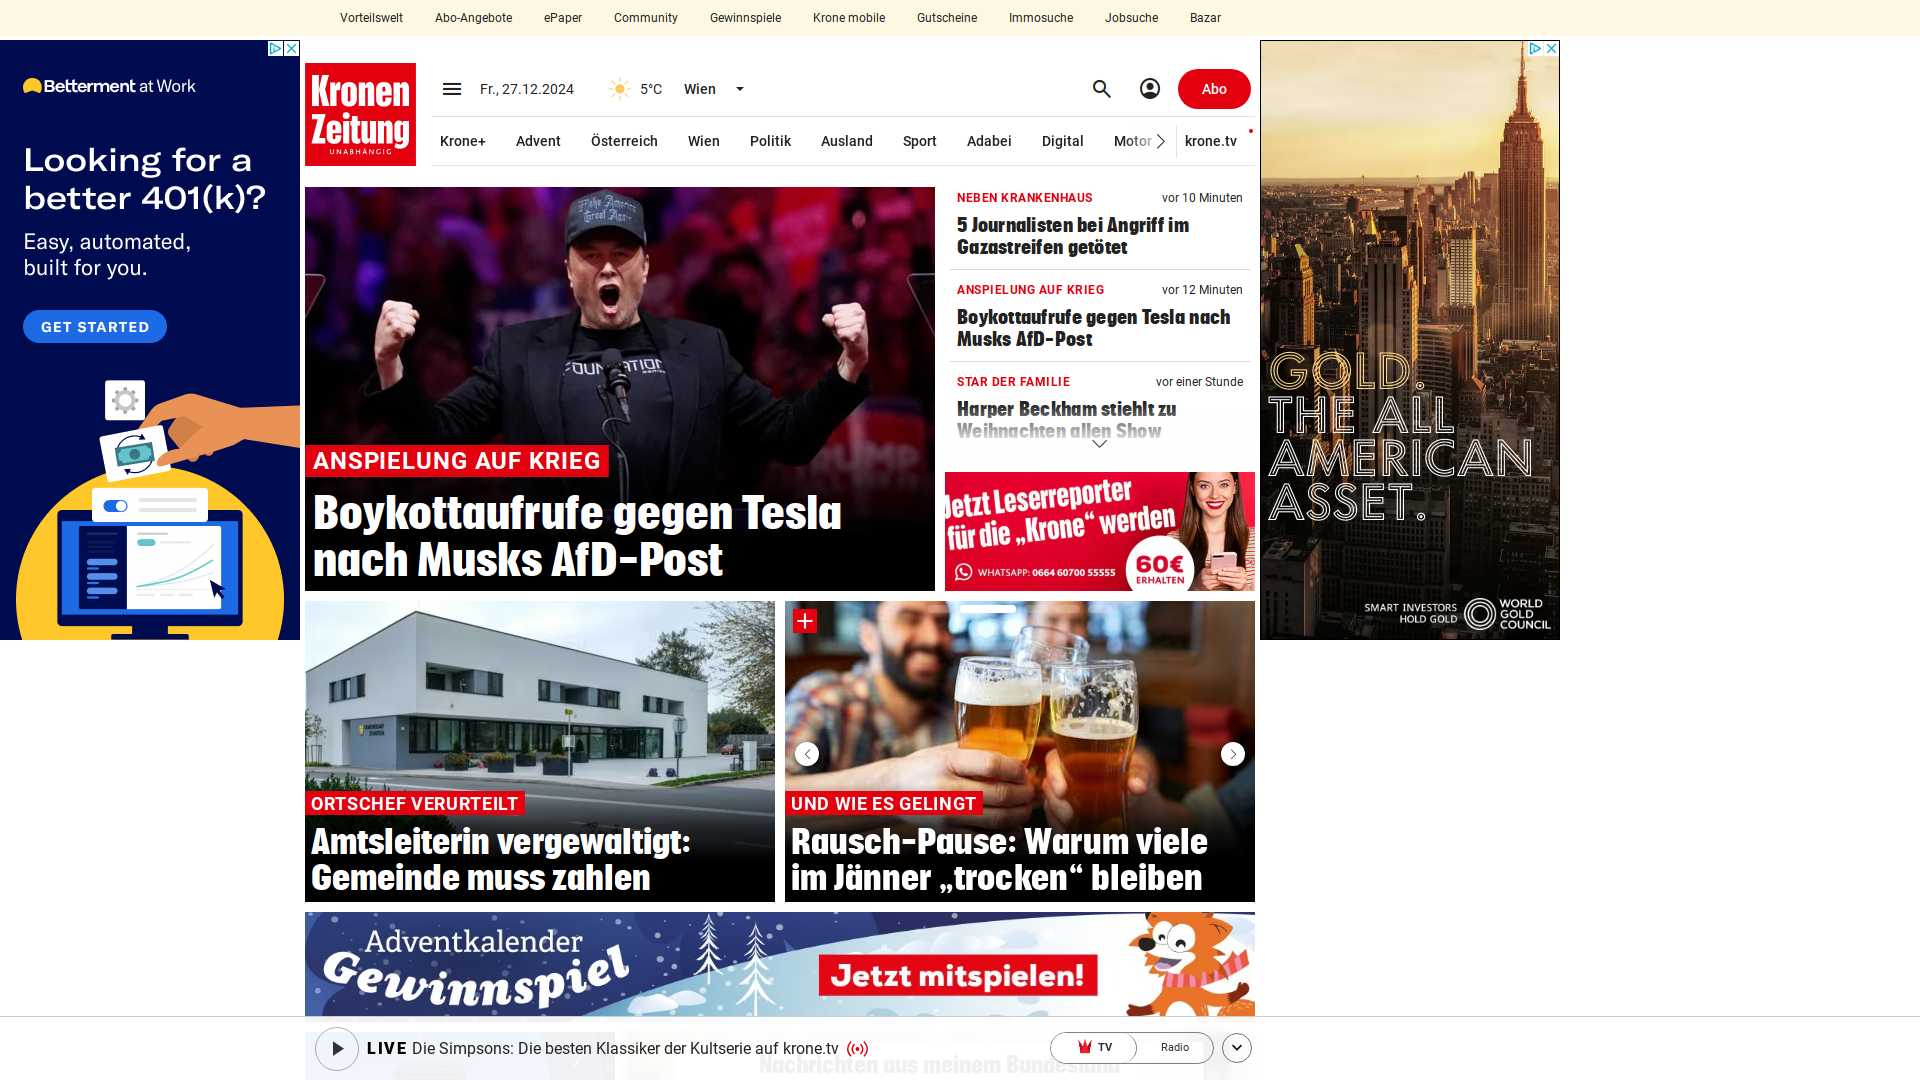 Vorteilswelt Abo-Angebote ePaper Community Gewinnspiele Krone mobile Gutscheine Immosuche Jobsuche Bazar
Betterment at Work
Looking for a
better 401(k)?
Easy, automated,
built for you.
GET STARTED
Kronen
Zeitung
UNABHÄNGIG
Fr., 27.12.2024
5°C
Wien
Abo
Krone+ Advent Österreich Wien Politik Ausland Sport Adabei Digital Motor krone.tv
Make America
Great Again
ANSPIELUNG AUF KRIEG
Boykottaufrufe gegen Tesla
nach Musks AfD-Post
NEBEN KRANKENHAUS vor 10 Minuten
5 Journalisten bei Angriff im
Gazastreifen getötet
ANSPIELUNG AUF KRIEG vor 12 Minuten
Boykottaufrufe gegen Tesla nach
Musks AfD-Post
STAR DER FAMILIE vor einer Stunde
Harper Beckham stiehlt zu
Weihnachten allen Show
Jetzt Leserreporter
für die „Krone“ werden
WHATSAPP: 0664 60700 55555
60€
ERHALTEN
GOLD.
THE ALL
AMERICAN
ASSET.
SMART INVESTORS
HOLD GOLD
WORLD
GOLD
COUNCIL
ORTSCHEF VERURTEILT
Amtsleiterin vergewaltigt:
Gemeinde muss zahlen
UND WIE ES GELINGT
Rausch-Pause: Warum viele
im Jänner „trocken“ bleiben
Adventkalender
Gewinnspiel
Jetzt mitspielen!
LIVE Die Simpsons: Die besten Klassiker der Kultserie auf krone.tv
TV
Radio
Nachrichten aus meinem Bundesland